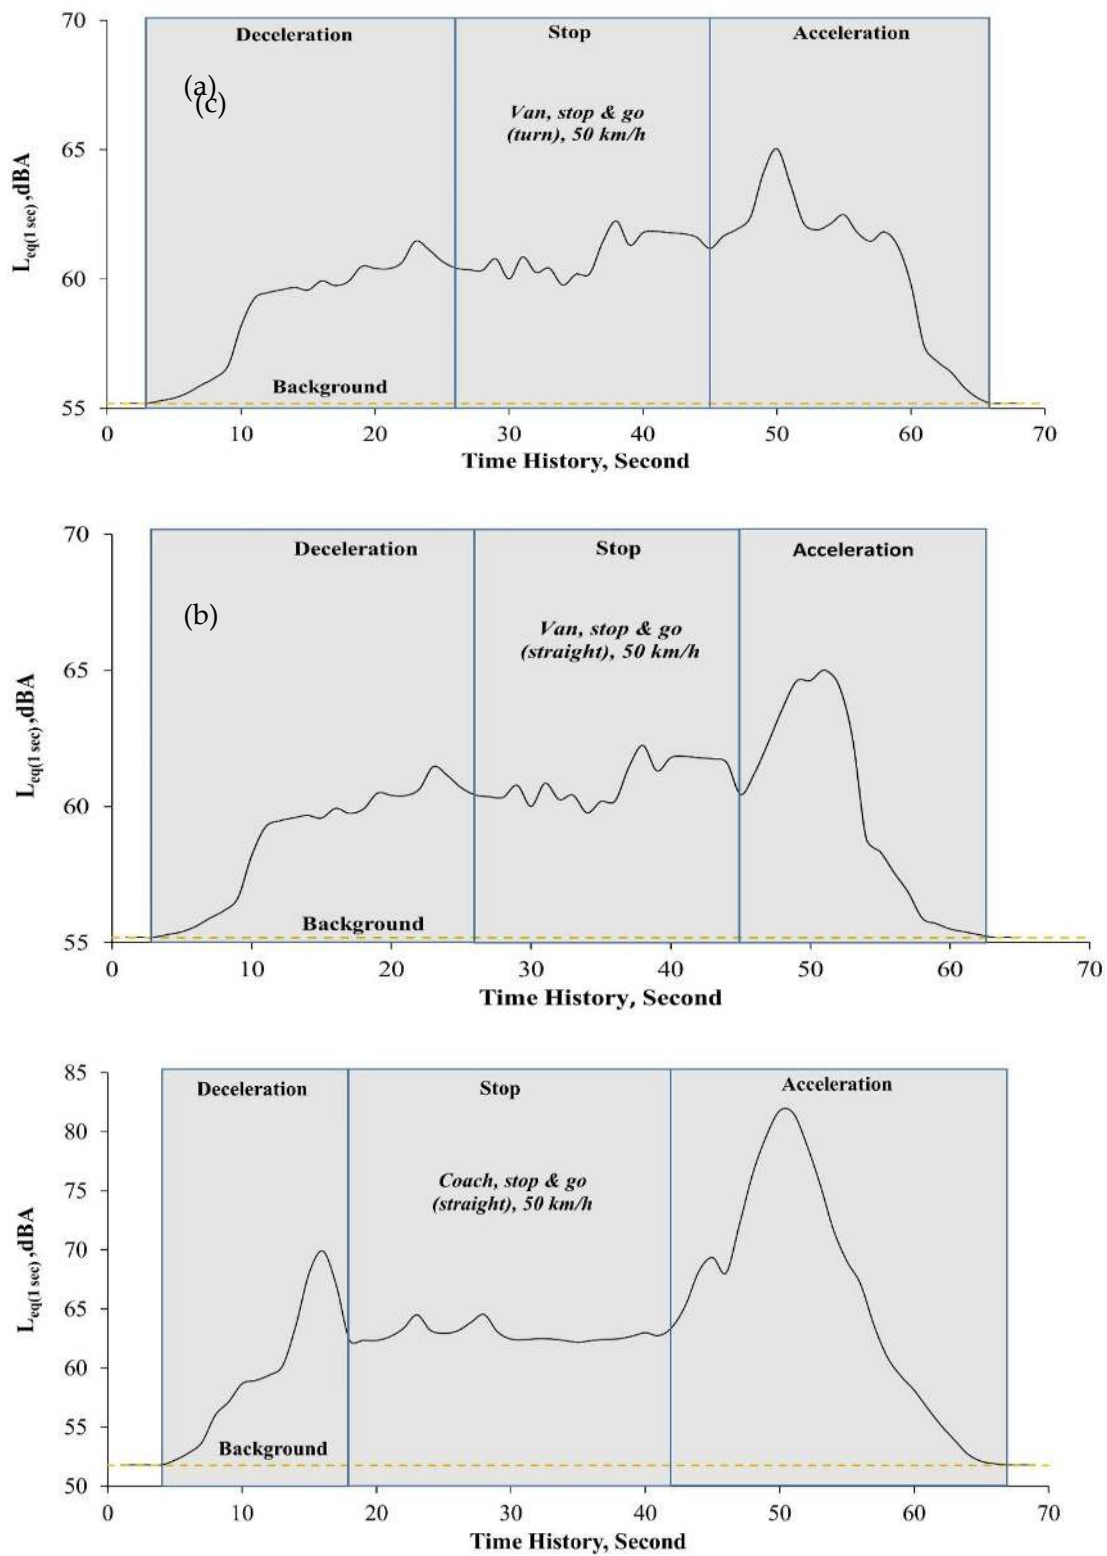 70
Deceleration
Stop
Acceleration
(a)
(c)
Van, stop & go
(turn), 50 km/h
65
L_eq(1 sec) ,dBA
60
Background
55
0 10 20 30 40 50 60 70
Time History, Second
70
Deceleration
Stop
Acceleration
(b)
Van, stop & go
(straight), 50 km/h
65
L_eq(1 sec) ,dBA
60
Background
55
0 10 20 30 40 50 60 70
Time History, Second
85
Deceleration
Stop
Acceleration
80
Coach, stop & go
(straight), 50 km/h
75
70
L_eq(1 sec) ,dBA
65
60
55
Background
50
0 10 20 30 40 50 60 70
Time History, Second